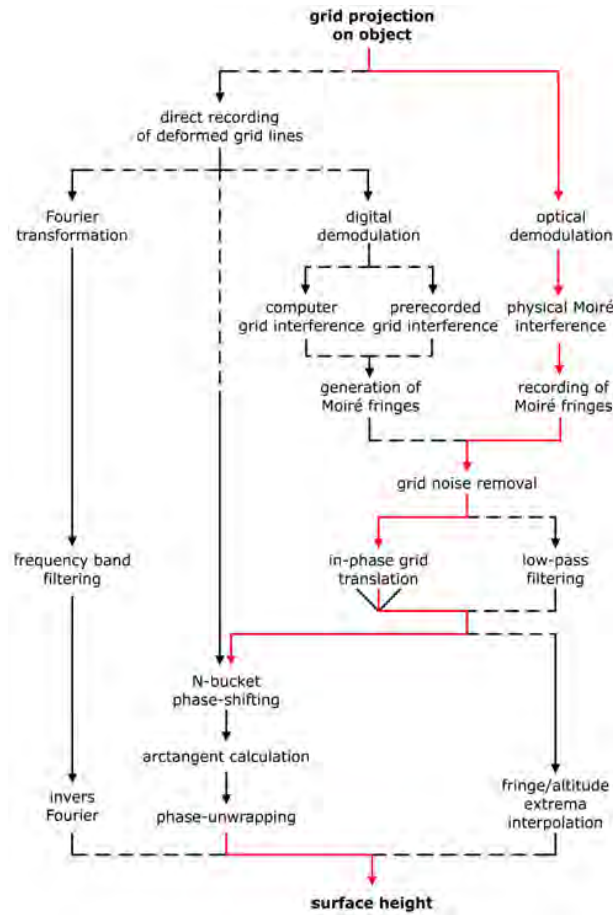 grid projection
on object
direct recording
of deformed grid lines
Fourier
transformation
digital
demodulation
optical
demodulation
computer
grid interference
prerecorded
grid interference
physical Moiré
interference
generation of
Moiré fringes
recording of
Moiré fringes
grid noise removal
frequency band
filtering
in-phase grid
translation
low-pass
filtering
N-bucket
phase-shifting
arctangent calculation
invers
Fourier
phase-unwrapping
fringe/altitude
extrema
interpolation
surface height